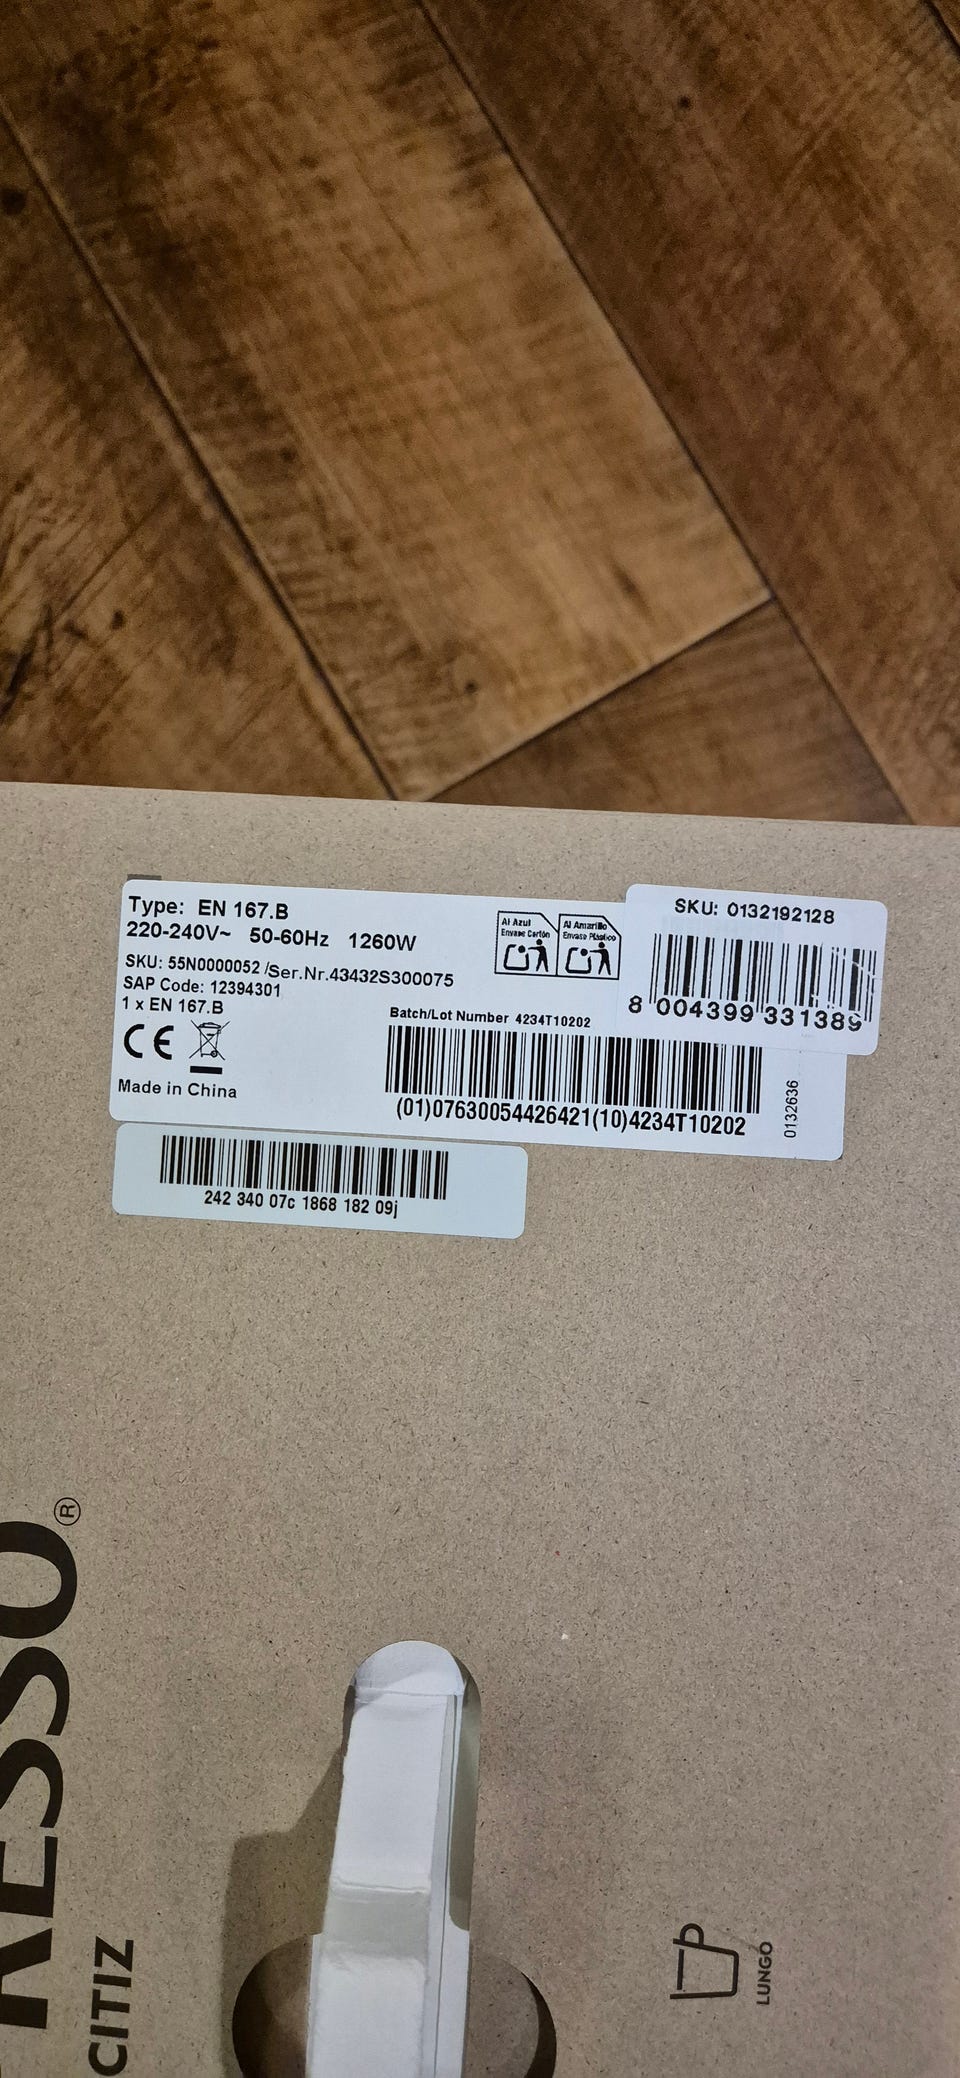 Type: EN 167.B
220-240V~ 50-60Hz 1260W
SKU: 55N0000052 /Ser.Nr.43432S300075
SAP Code: 12394301
1 x EN 167.B
CE
Made in China
Al Azul
Envase Cartón
Al Amarillo
Envase Plástico
Batch/Lot Number 4234T10202
(01)07630054426421(10)4234T10202
0132636
SKU: 0132192128
8 004399 331389
242 340 07c 1868 182 09j
RESSO®
CITIZ
LUNGO